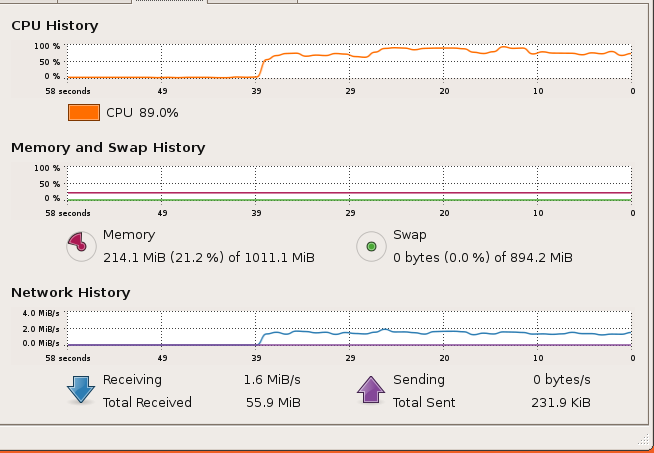 CPU History
100 %
50 %
0 %
58 seconds 49 39 29 20 10 0
CPU 89.0%
Memory and Swap History
100 %
50 %
0 %
58 seconds 49 39 29 20 10 0
Memory Swap
214.1 MiB (21.2 %) of 1011.1 MiB 0 bytes (0.0 %) of 894.2 MiB
Network History
4.0 MiB/s
2.0 MiB/s
0.0 MiB/s
58 seconds 49 39 29 20 10 0
Receiving 1.6 MiB/s Sending 0 bytes/s
Total Received 55.9 MiB Total Sent 231.9 KiB